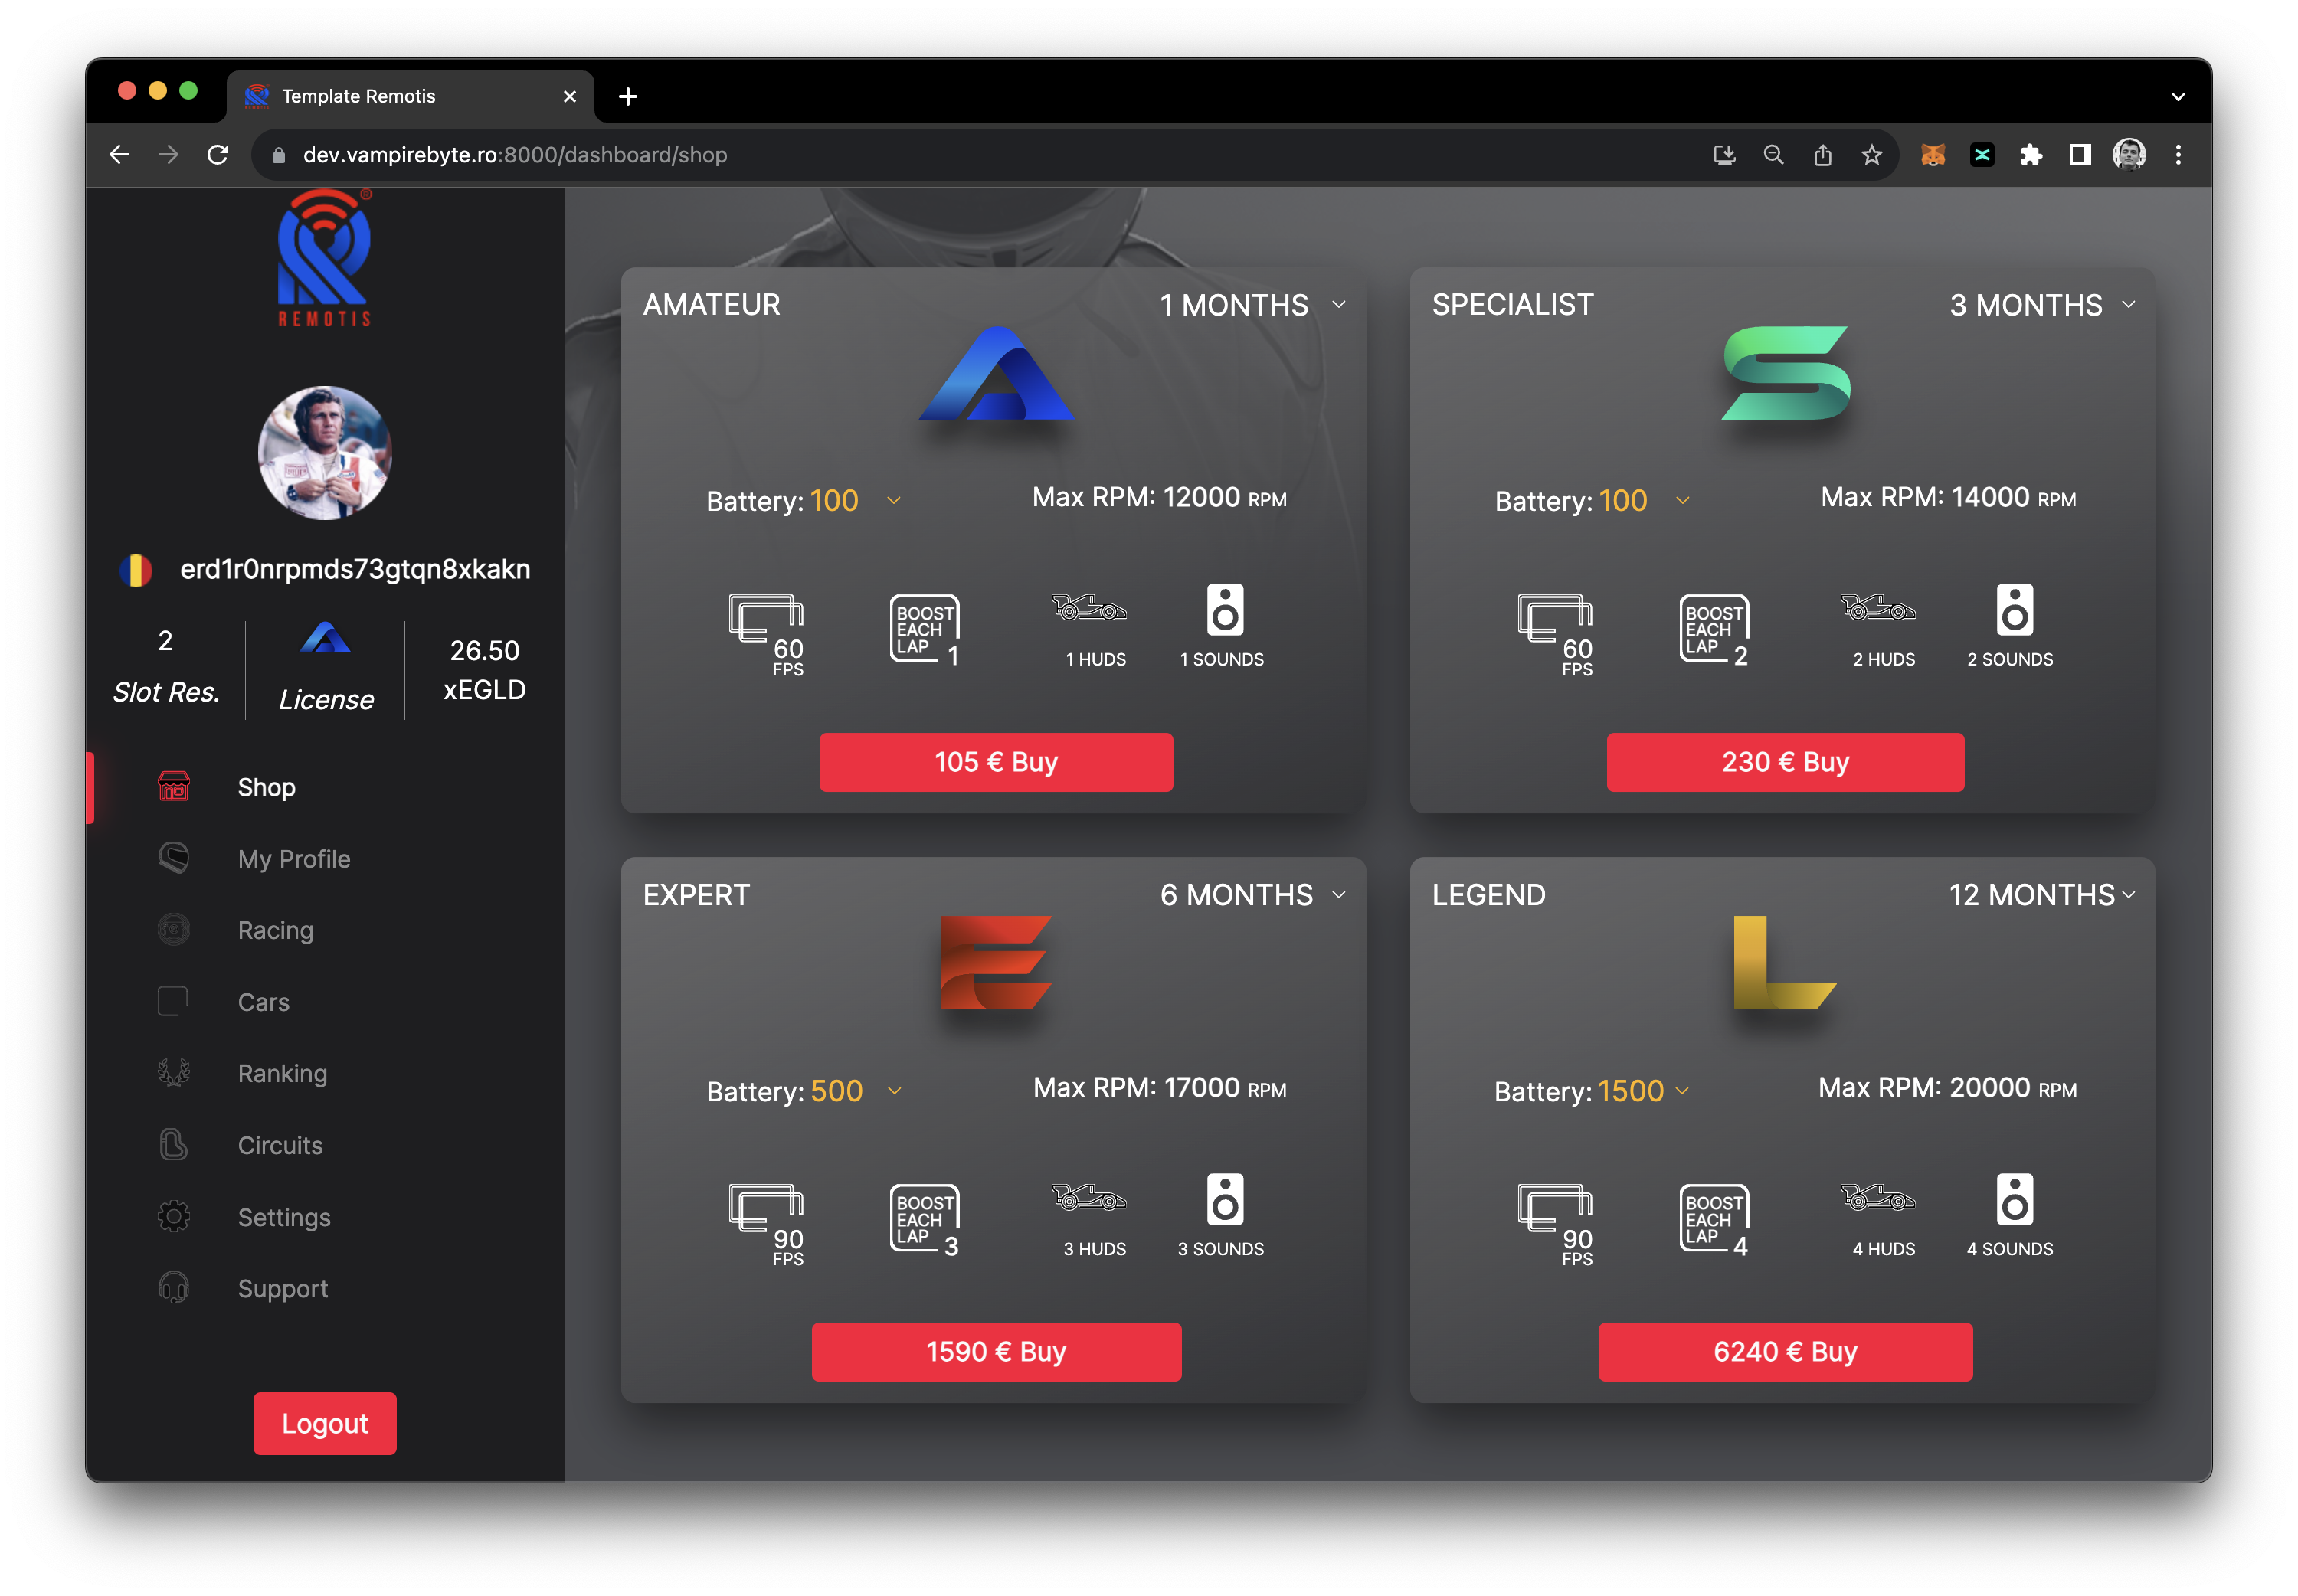 Template Remotis
dev.vampirebyte.ro:8000/dashboard/shop
REMOTIS
erd1r0nrpmds73gtqn8xkakn
2
Slot Res.
License
26.50
xEGLD
Shop
My Profile
Racing
Cars
Ranking
Circuits
Settings
Support
Logout
AMATEUR
1 MONTHS
Battery: 100
Max RPM: 12000 RPM
60
FPS
BOOST
EACH
LAP 1
1 HUDS
1 SOUNDS
105 € Buy
SPECIALIST
3 MONTHS
Battery: 100
Max RPM: 14000 RPM
60
FPS
BOOST
EACH
LAP 2
2 HUDS
2 SOUNDS
230 € Buy
EXPERT
6 MONTHS
Battery: 500
Max RPM: 17000 RPM
90
FPS
BOOST
EACH
LAP 3
3 HUDS
3 SOUNDS
1590 € Buy
LEGEND
12 MONTHS
Battery: 1500
Max RPM: 20000 RPM
90
FPS
BOOST
EACH
LAP 4
4 HUDS
4 SOUNDS
6240 € Buy